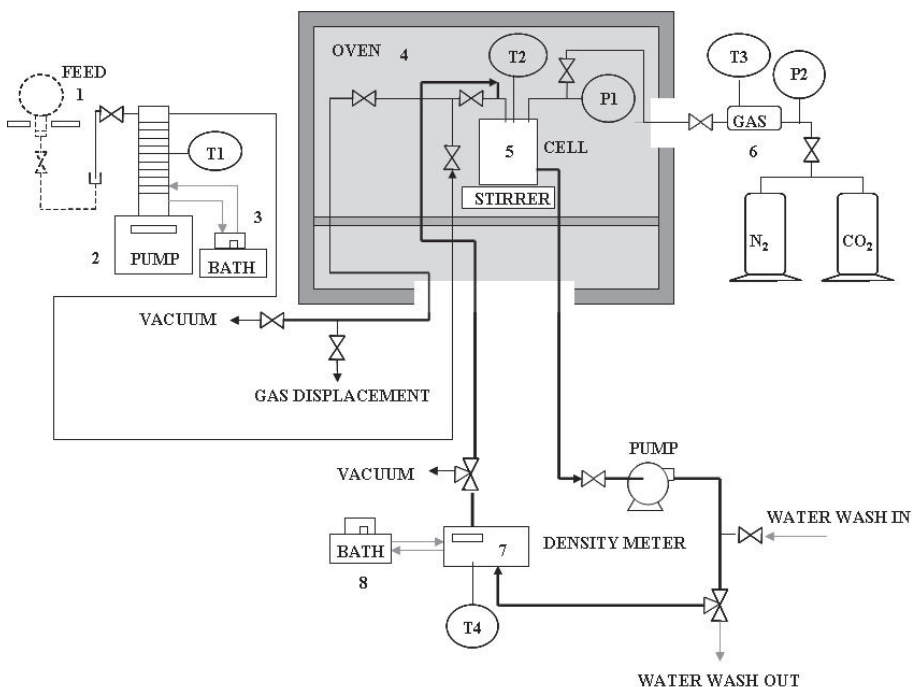 FEED
1
T1
2
PUMP
3
BATH
OVEN 4
T2
P1
5
CELL
STIRRER
T3
P2
GAS
6
N2
CO2
VACUUM
GAS DISPLACEMENT
VACUUM
PUMP
WATER WASH IN
BATH
8
7
DENSITY METER
T4
WATER WASH OUT